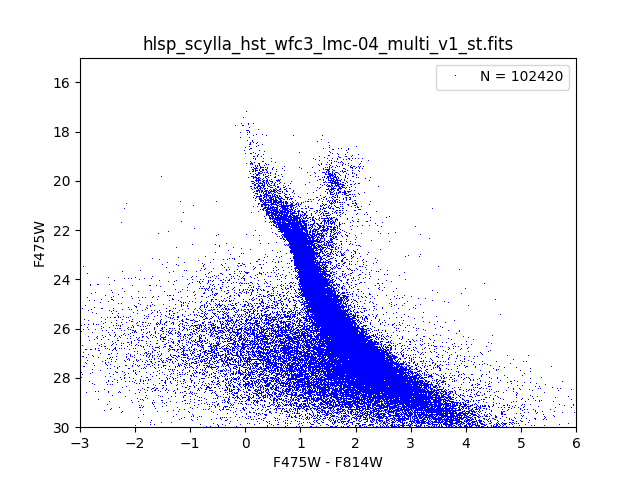 hlsp_scylla_hst_wfc3_lmc-04_multi_v1_st.fits
N = 102420
F475W
16
18
20
22
24
26
28
30
−3 −2 −1 0 1 2 3 4 5 6
F475W - F814W